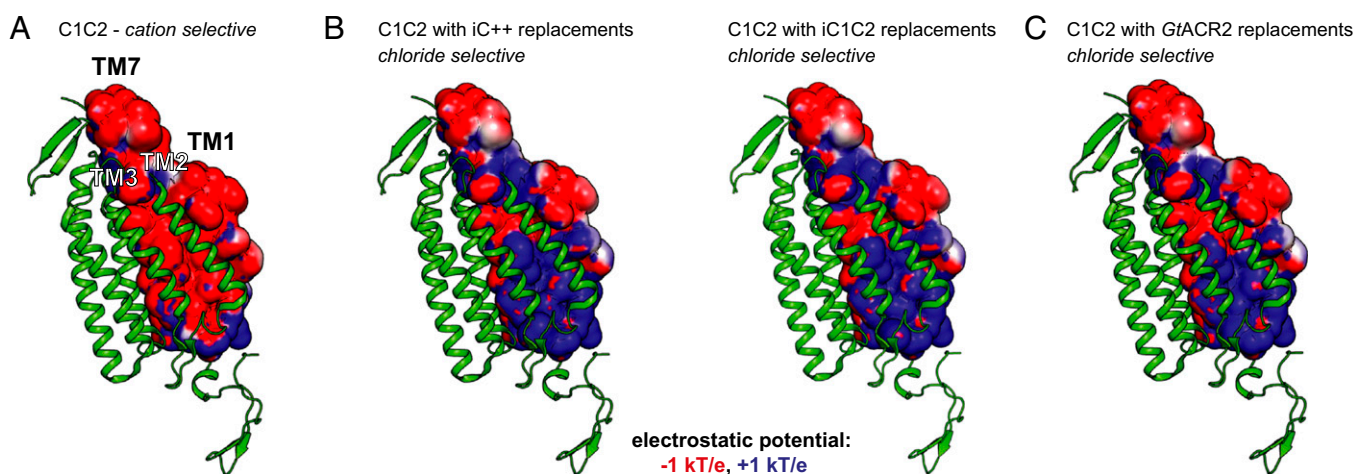 A
C1C2 - cation selective
TM7
TM1
TM2
TM3
B
C1C2 with iC++ replacements
chloride selective
C1C2 with iC1C2 replacements
chloride selective
C
C1C2 with GtACR2 replacements
chloride selective
electrostatic potential:
-1 kT/e, +1 kT/e